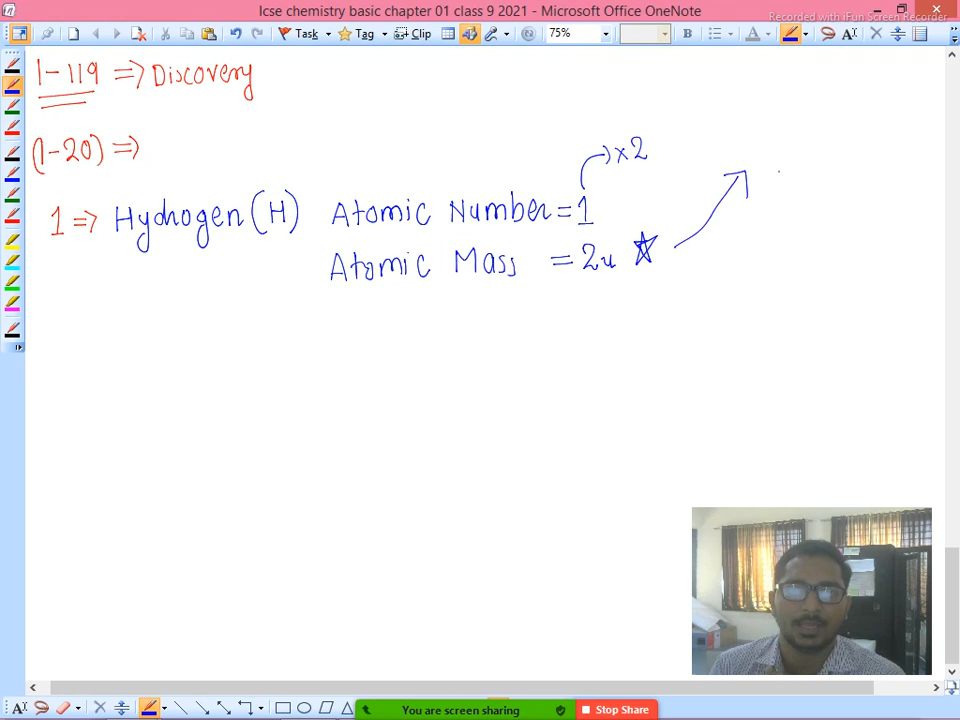 Icse chemistry basic chapter 01 class 9 2021 - Microsoft Office OneNote
Recorded with iFun Screen Recorder
Task Tag Clip 75% B A
1-119 => Discovery
(1-20) =>
x2
1 => Hydrogen (H) Atomic Number = 1
Atomic Mass = 2u
You are screen sharing Stop Share